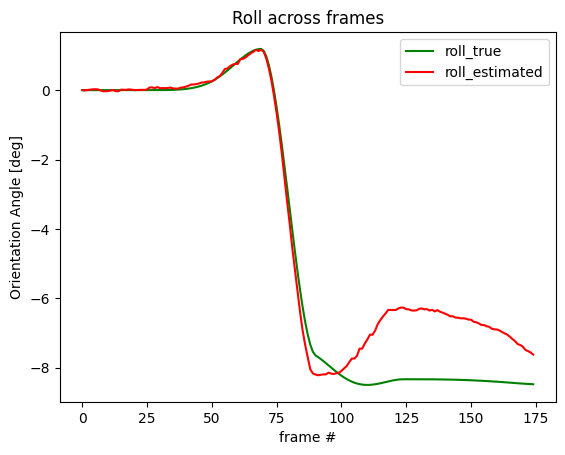 Roll across frames
roll_true
roll_estimated
Orientation Angle [deg]
0
−2
−4
−6
−8
0 25 50 75 100 125 150 175
frame #